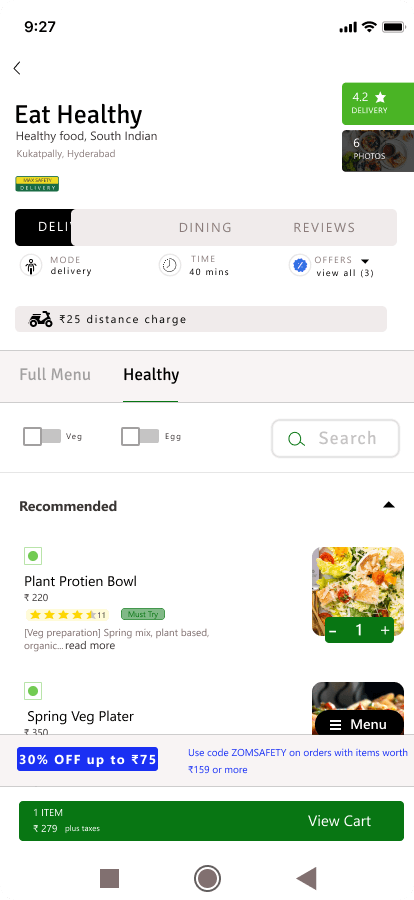 9:27
Eat Healthy
Healthy food, South Indian
Kukatpally, Hyderabad
4.2
DELIVERY
6
PHOTOS
MAX SAFETY
DELIVERY
DELI
DINING
REVIEWS
MODE
delivery
TIME
40 mins
OFFERS
view all (3)
₹25 distance charge
Full Menu
Healthy
Veg
Egg
Search
Recommended
Plant Protien Bowl
₹ 220
11
Must Try
[Veg preparation] Spring mix, plant based,
organic... read more
– 1 +
Spring Veg Plater
₹ 350
Menu
30% OFF up to ₹75
Use code ZOMSAFETY on orders with items worth
₹159 or more
1 ITEM
₹ 279 plus taxes
View Cart